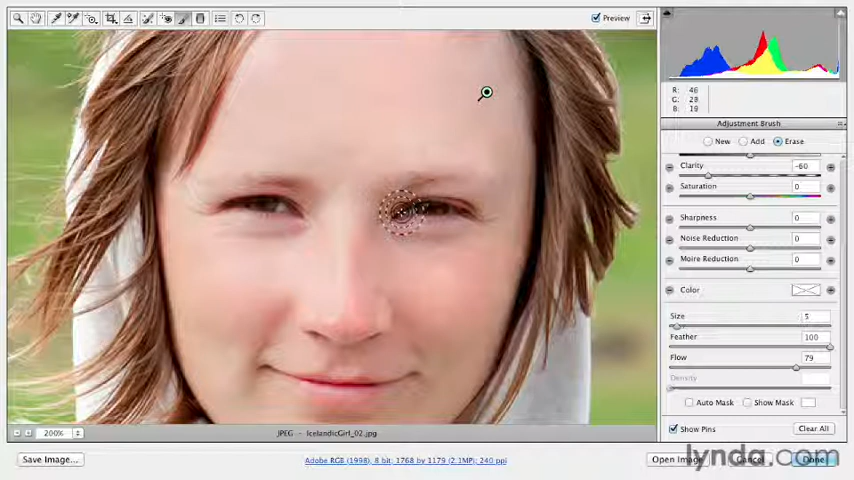 Preview
R: 46
G: 28
B: 19
Adjustment Brush
New Add Erase
Clarity -60
Saturation 0
Sharpness 0
Noise Reduction 0
Moire Reduction 0
Color
Size 5
Feather 100
Flow 79
Density
Auto Mask Show Mask
Show Pins Clear All
200% JPEG - IcelandicGirl_02.jpg
Save Image... Adobe RGB (1998); 8 bit; 1768 by 1179 (2.1MP); 240 ppi Open Image Cancel Done
lynda.com